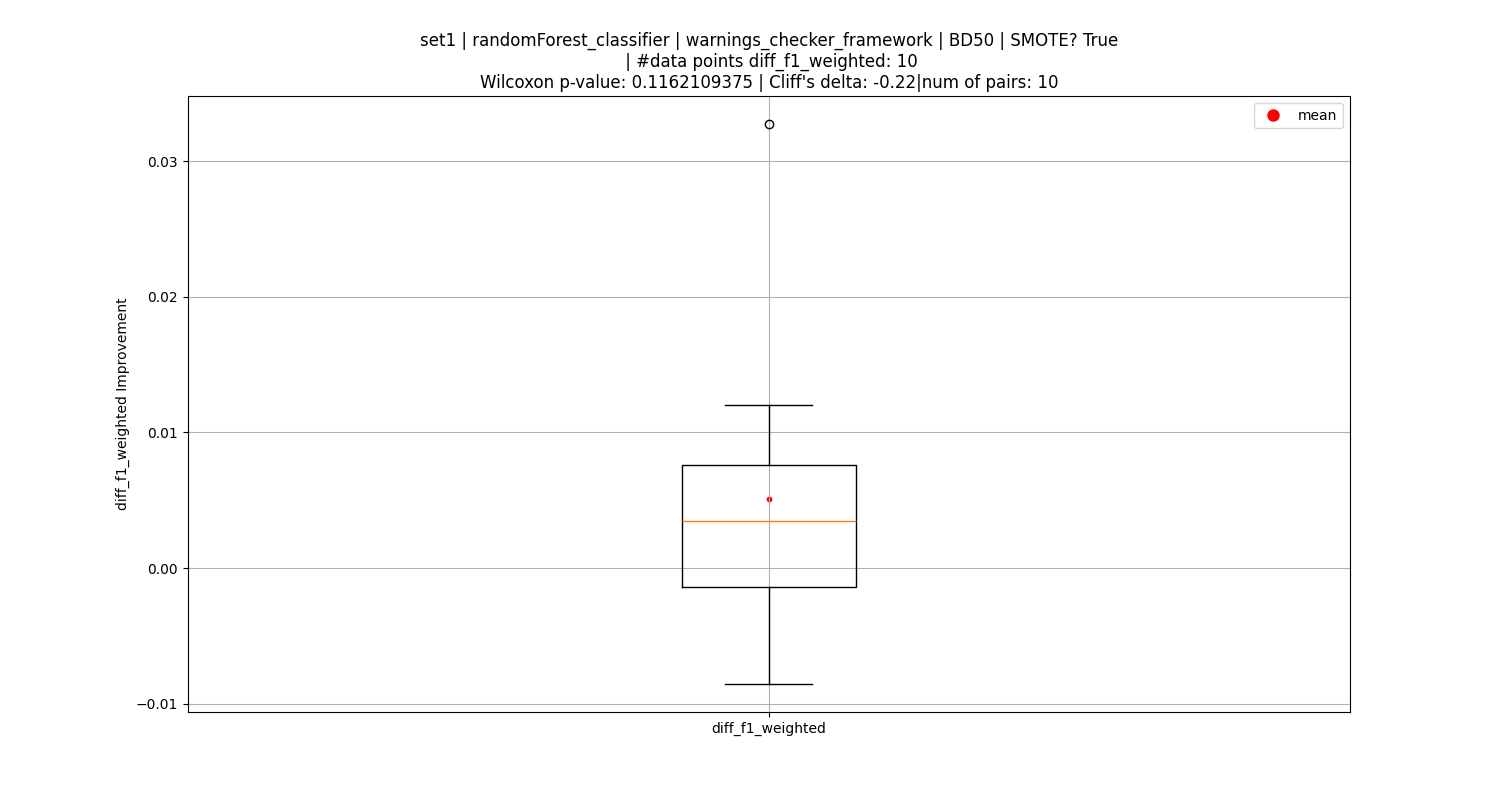 set1 | randomForest_classifier | warnings_checker_framework | BD50 | SMOTE? True
| #data points diff_f1_weighted: 10
Wilcoxon p-value: 0.1162109375 | Cliff's delta: -0.22|num of pairs: 10
mean
0.03
0.02
0.01
0.00
−0.01
diff_f1_weighted Improvement
diff_f1_weighted